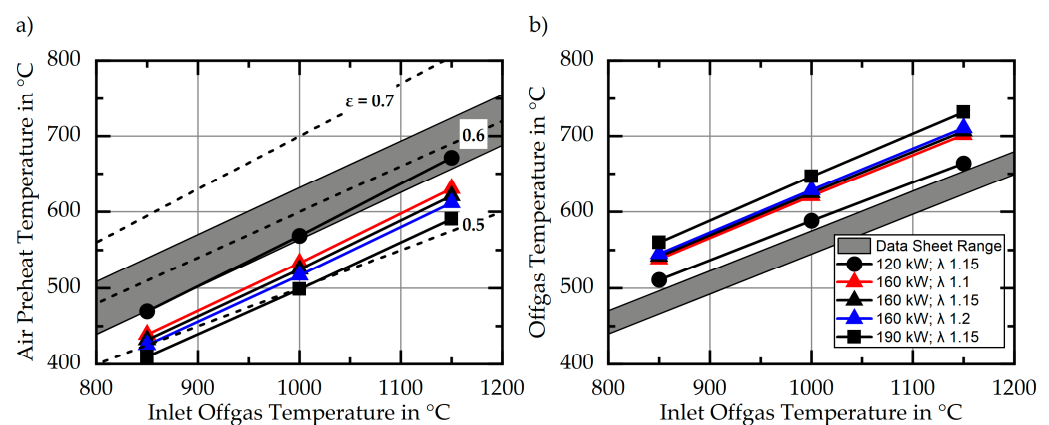 a)
Air Preheat Temperature in °C
800
700
600
500
400
ε = 0.7
0.6
0.5
800 900 1000 1100 1200
Inlet Offgas Temperature in °C
b)
Offgas Temperature in °C
800
700
600
500
400
Data Sheet Range
120 kW; λ 1.15
160 kW; λ 1.1
160 kW; λ 1.15
160 kW; λ 1.2
190 kW; λ 1.15
800 900 1000 1100 1200
Inlet Offgas Temperature in °C